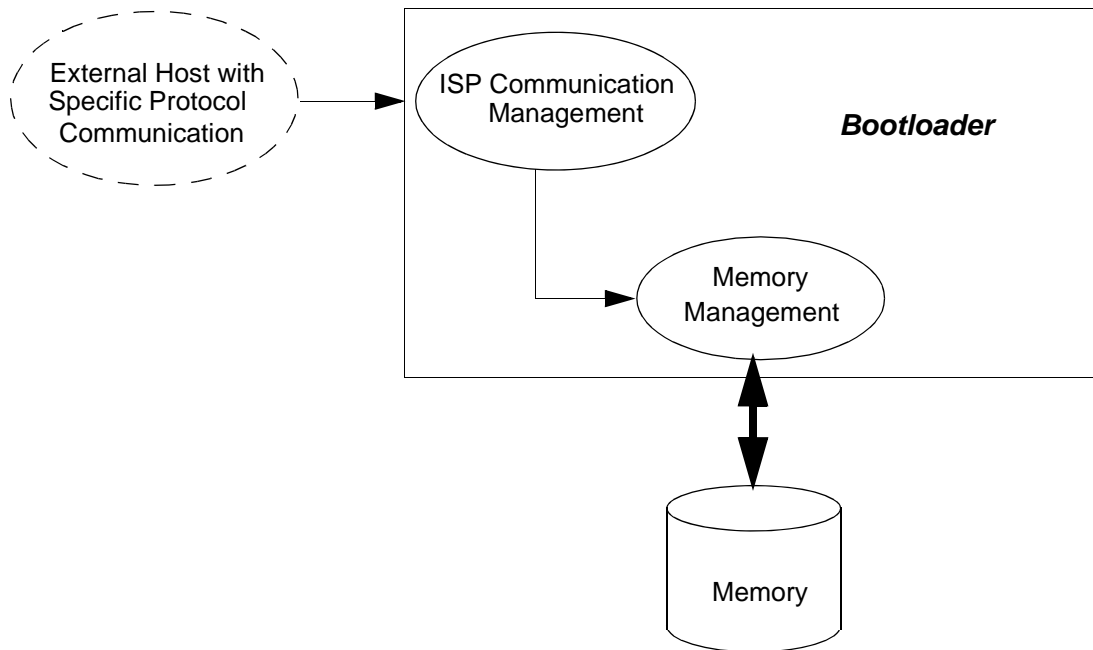 External Host with
Specific Protocol
Communication
ISP Communication
Management
Bootloader
Memory
Management
Memory